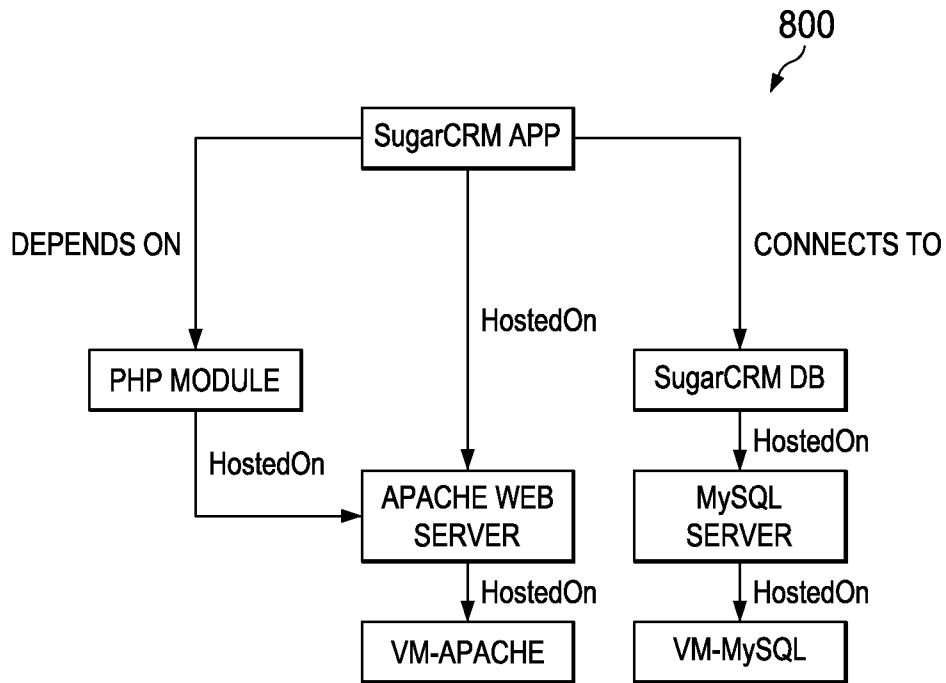 800
SugarCRM APP
DEPENDS ON
CONNECTS TO
HostedOn
PHP MODULE
SugarCRM DB
HostedOn
HostedOn
APACHE WEB
SERVER
MySQL
SERVER
HostedOn
HostedOn
VM-APACHE
VM-MySQL